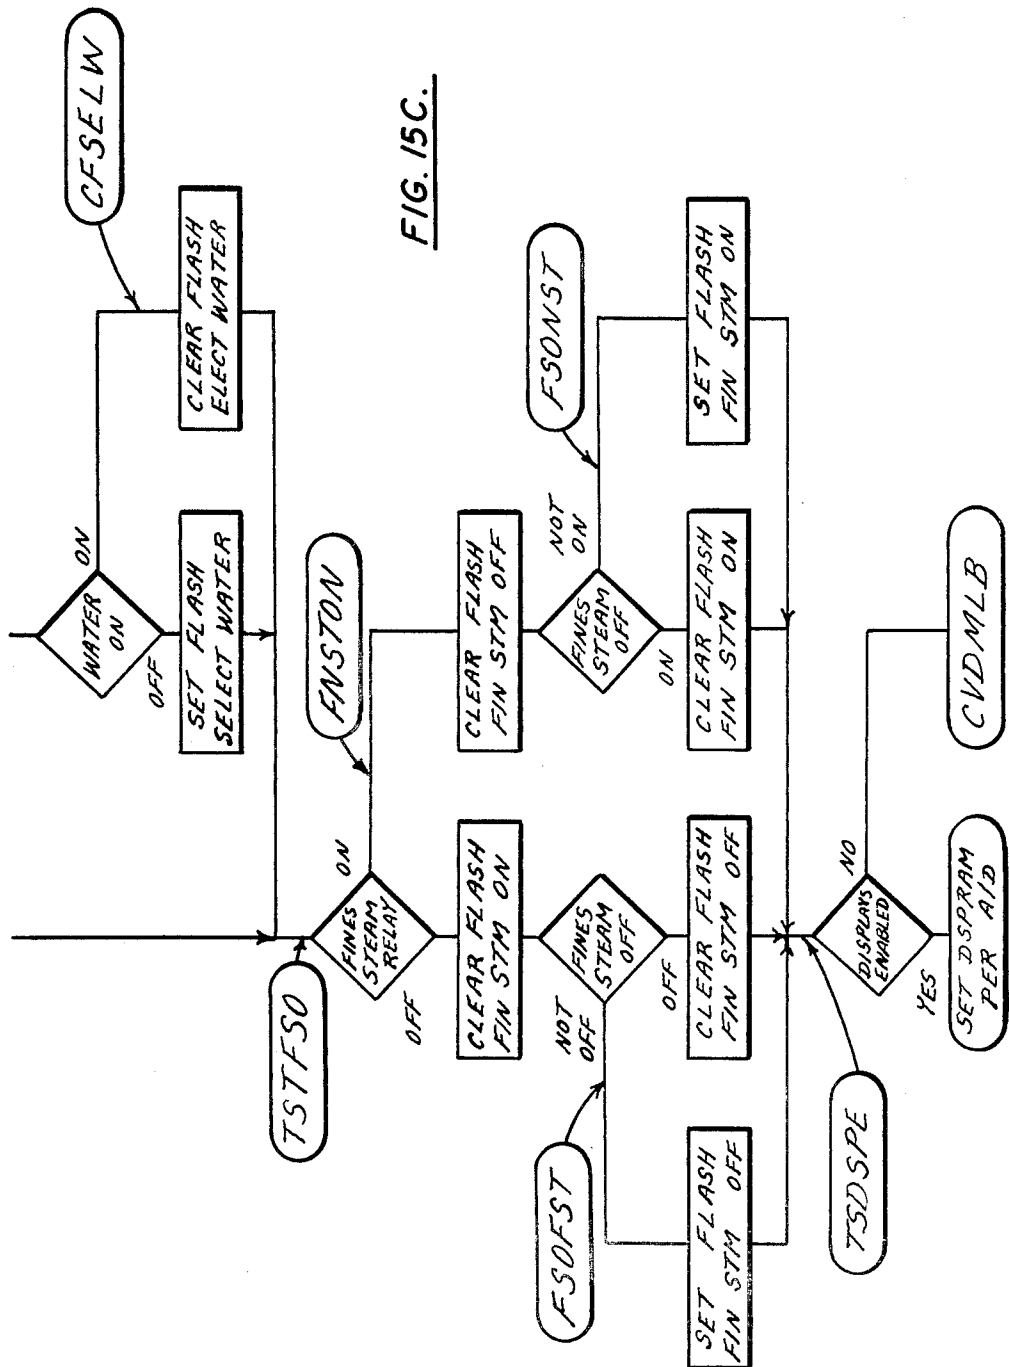 CFSELW
WATER
ON
ON
OFF
SET FLASH
SELECT WATER
CLEAR FLASH
ELECT WATER
FIG. 15C.
TSTFSO
FNSTON
FINES
STEAM
RELAY
ON
OFF
CLEAR FLASH
FIN STM ON
CLEAR FLASH
FIN STM OFF
FSOFST
NOT
OFF
FINES
STEAM
OFF
OFF
FSONST
NOT
ON
FINES
STEAM
OFF
ON
SET FLASH
FIN STM OFF
CLEAR FLASH
FIN STM OFF
CLEAR FLASH
FIN STM ON
SET FLASH
FIN STM ON
TSDSPE
DISPLAYS
ENABLED
NO
YES
SET DSPRAM
PER A/D
CVDMLB